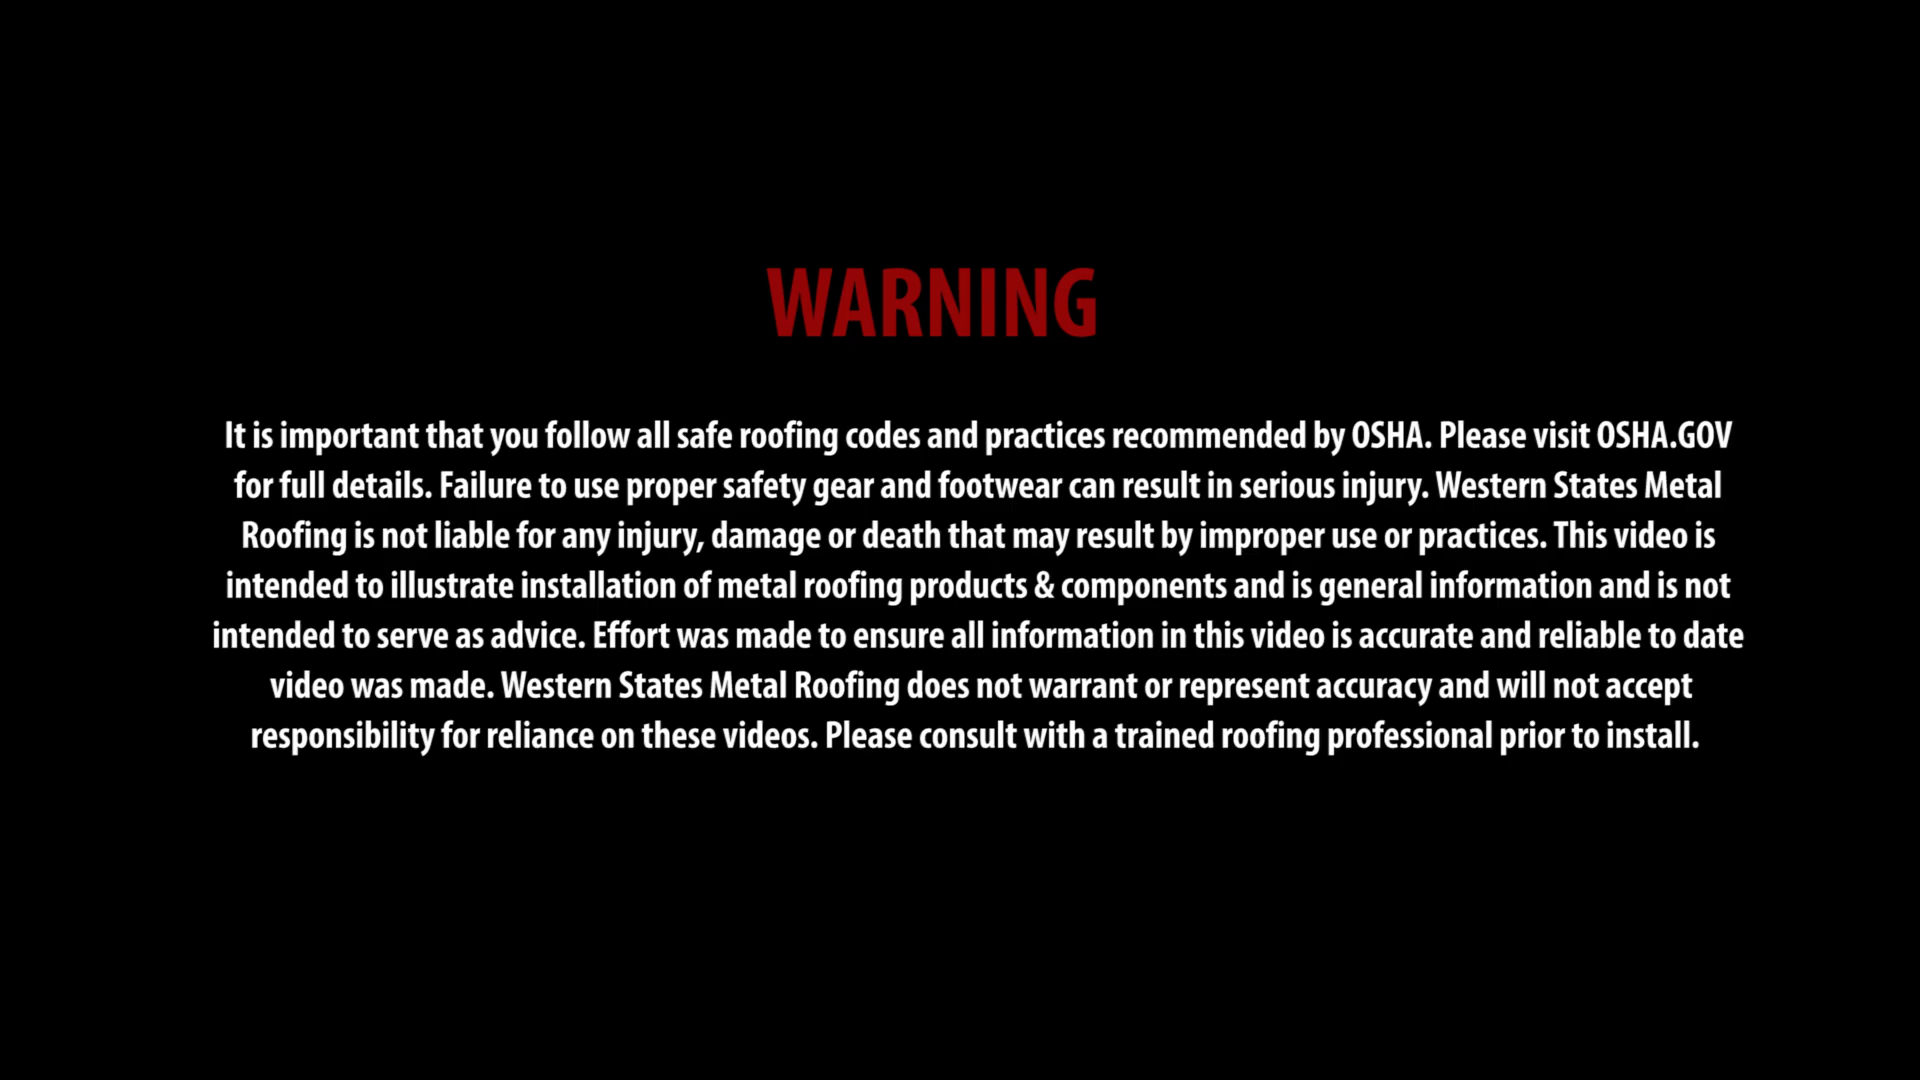 WARNING
It is important that you follow all safe roofing codes and practices recommended by OSHA. Please visit OSHA.GOV
for full details. Failure to use proper safety gear and footwear can result in serious injury. Western States Metal
Roofing is not liable for any injury, damage or death that may result by improper use or practices. This video is
intended to illustrate installation of metal roofing products & components and is general information and is not
intended to serve as advice. Effort was made to ensure all information in this video is accurate and reliable to date
video was made. Western States Metal Roofing does not warrant or represent accuracy and will not accept
responsibility for reliance on these videos. Please consult with a trained roofing professional prior to install.